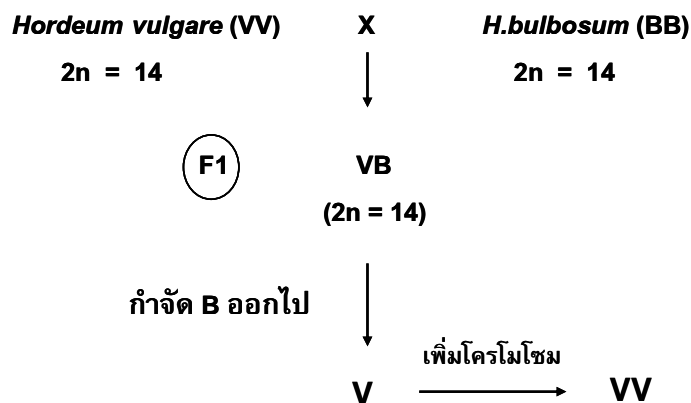 Hordeum vulgare (VV) X H.bulbosum (BB)
2n = 14 2n = 14
F1 VB
(2n = 14)
กำจัด B ออกไป
เพิ่มโครโมโซม
V VV